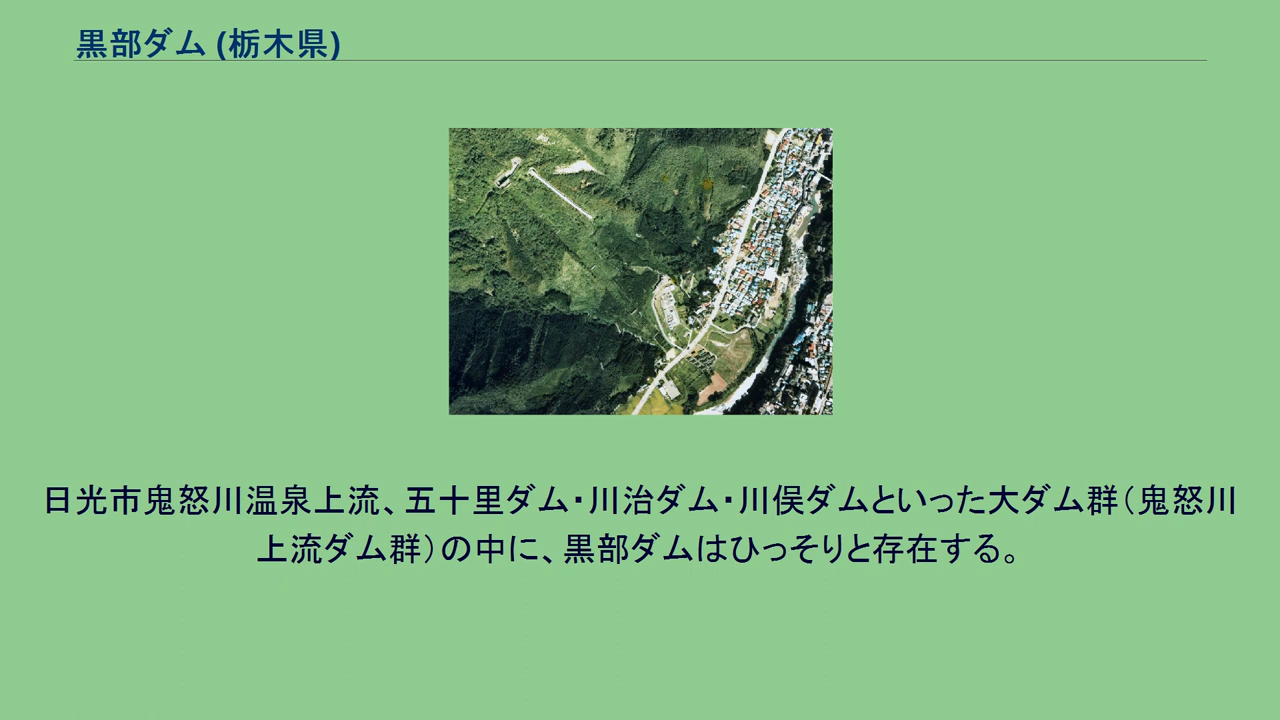 黒部ダム (栃木県)
日光市鬼怒川温泉上流、五十里ダム・川治ダム・川俣ダムといった大ダム群（鬼怒川
上流ダム群）の中に、黒部ダムはひっそりと存在する。